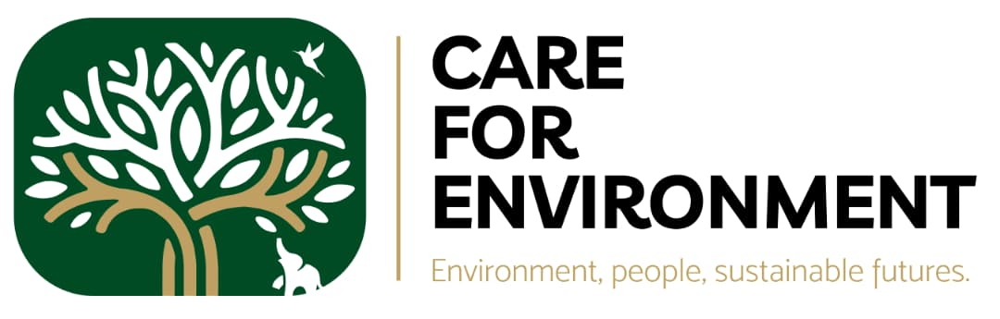 CARE
FOR
ENVIRONMENT
Environment, people, sustainable futures.